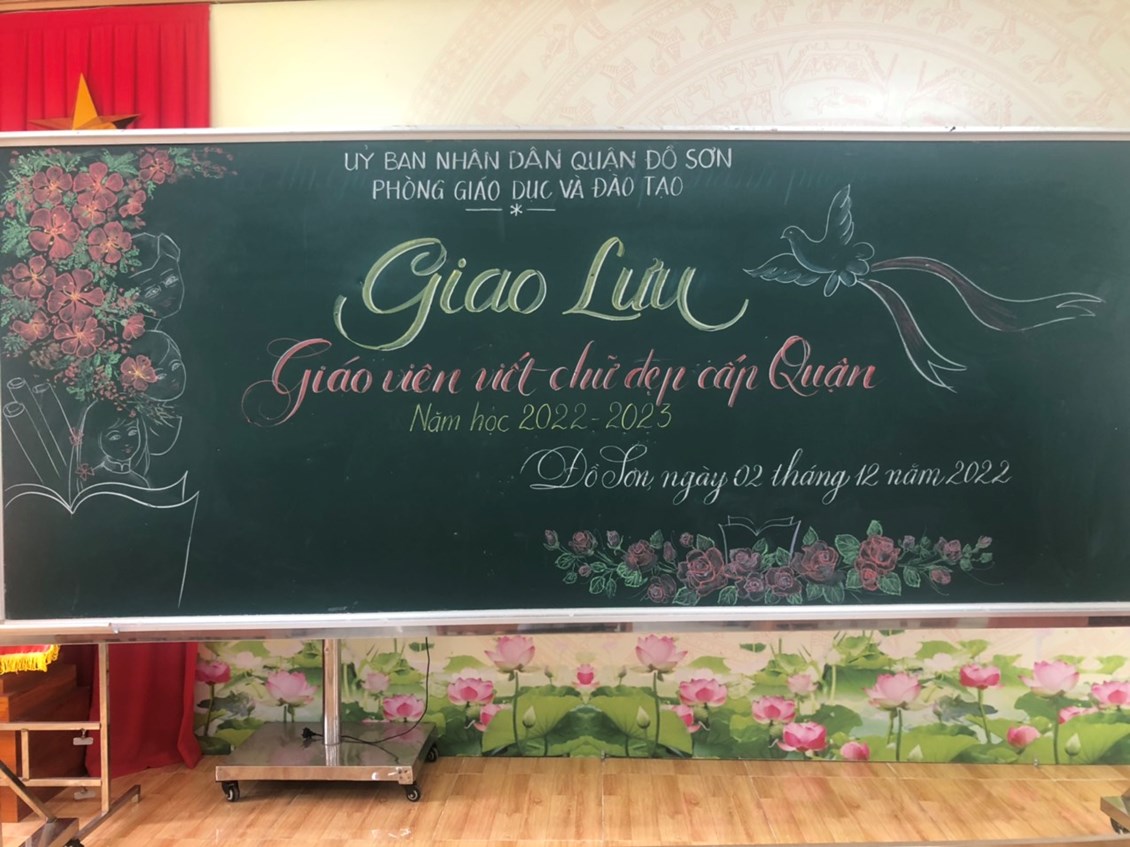 UỶ BAN NHÂN DÂN QUẬN ĐỒ SƠN
PHÒNG GIÁO DỤC VÀ ĐÀO TẠO
Giao Lưu
Giáo viên viết chữ đẹp cấp Quận
Năm học 2022-2023
Đồ Sơn, ngày 02 tháng 12 năm 2022